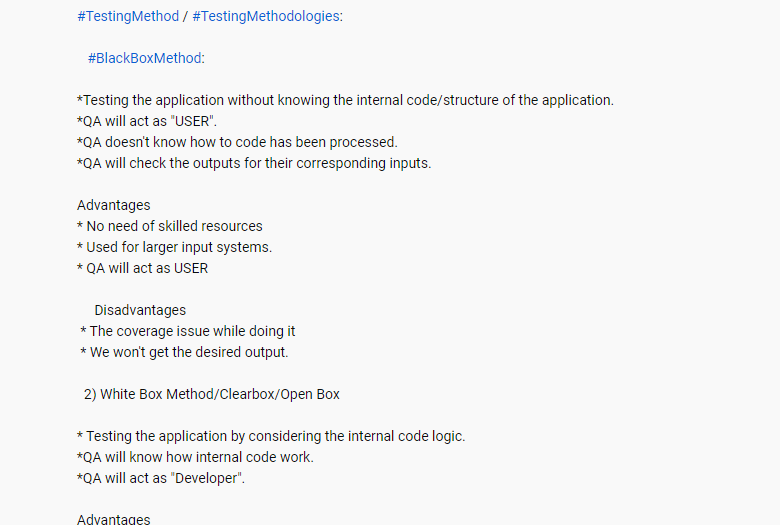 #TestingMethod / #TestingMethodologies:
#BlackBoxMethod:
*Testing the application without knowing the internal code/structure of the application.
*QA will act as "USER".
*QA doesn't know how to code has been processed.
*QA will check the outputs for their corresponding inputs.
Advantages
* No need of skilled resources
* Used for larger input systems.
* QA will act as USER
Disadvantages
* The coverage issue while doing it
* We won't get the desired output.
2) White Box Method/Clearbox/Open Box
* Testing the application by considering the internal code logic.
*QA will know how internal code work.
*QA will act as "Developer".
Advantages